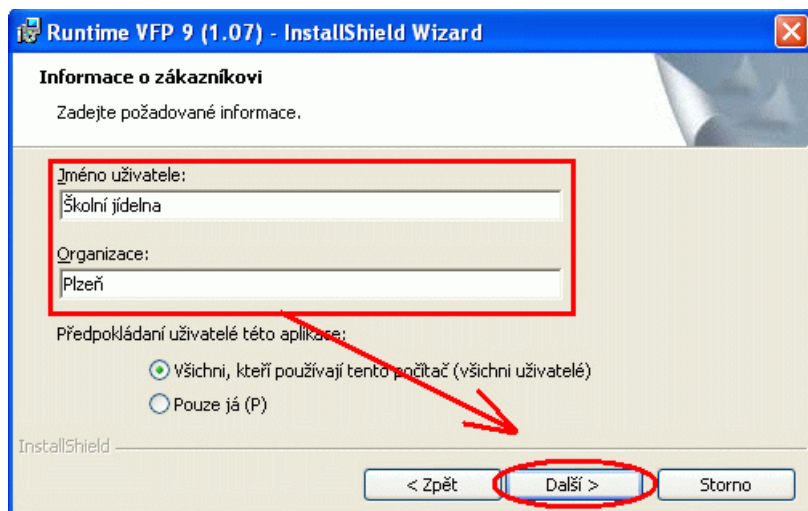 Runtime VFP 9 (1.07) - InstallShield Wizard
Informace o zákazníkovi
Zadejte požadované informace.
Jméno uživatele:
Školní jídelna
Organizace:
Plzeň
Předpokládaní uživatelé této aplikace:
Všichni, kteří používají tento počítač (všichni uživatelé)
Pouze já (P)
InstallShield
< Zpět
Další >
Storno